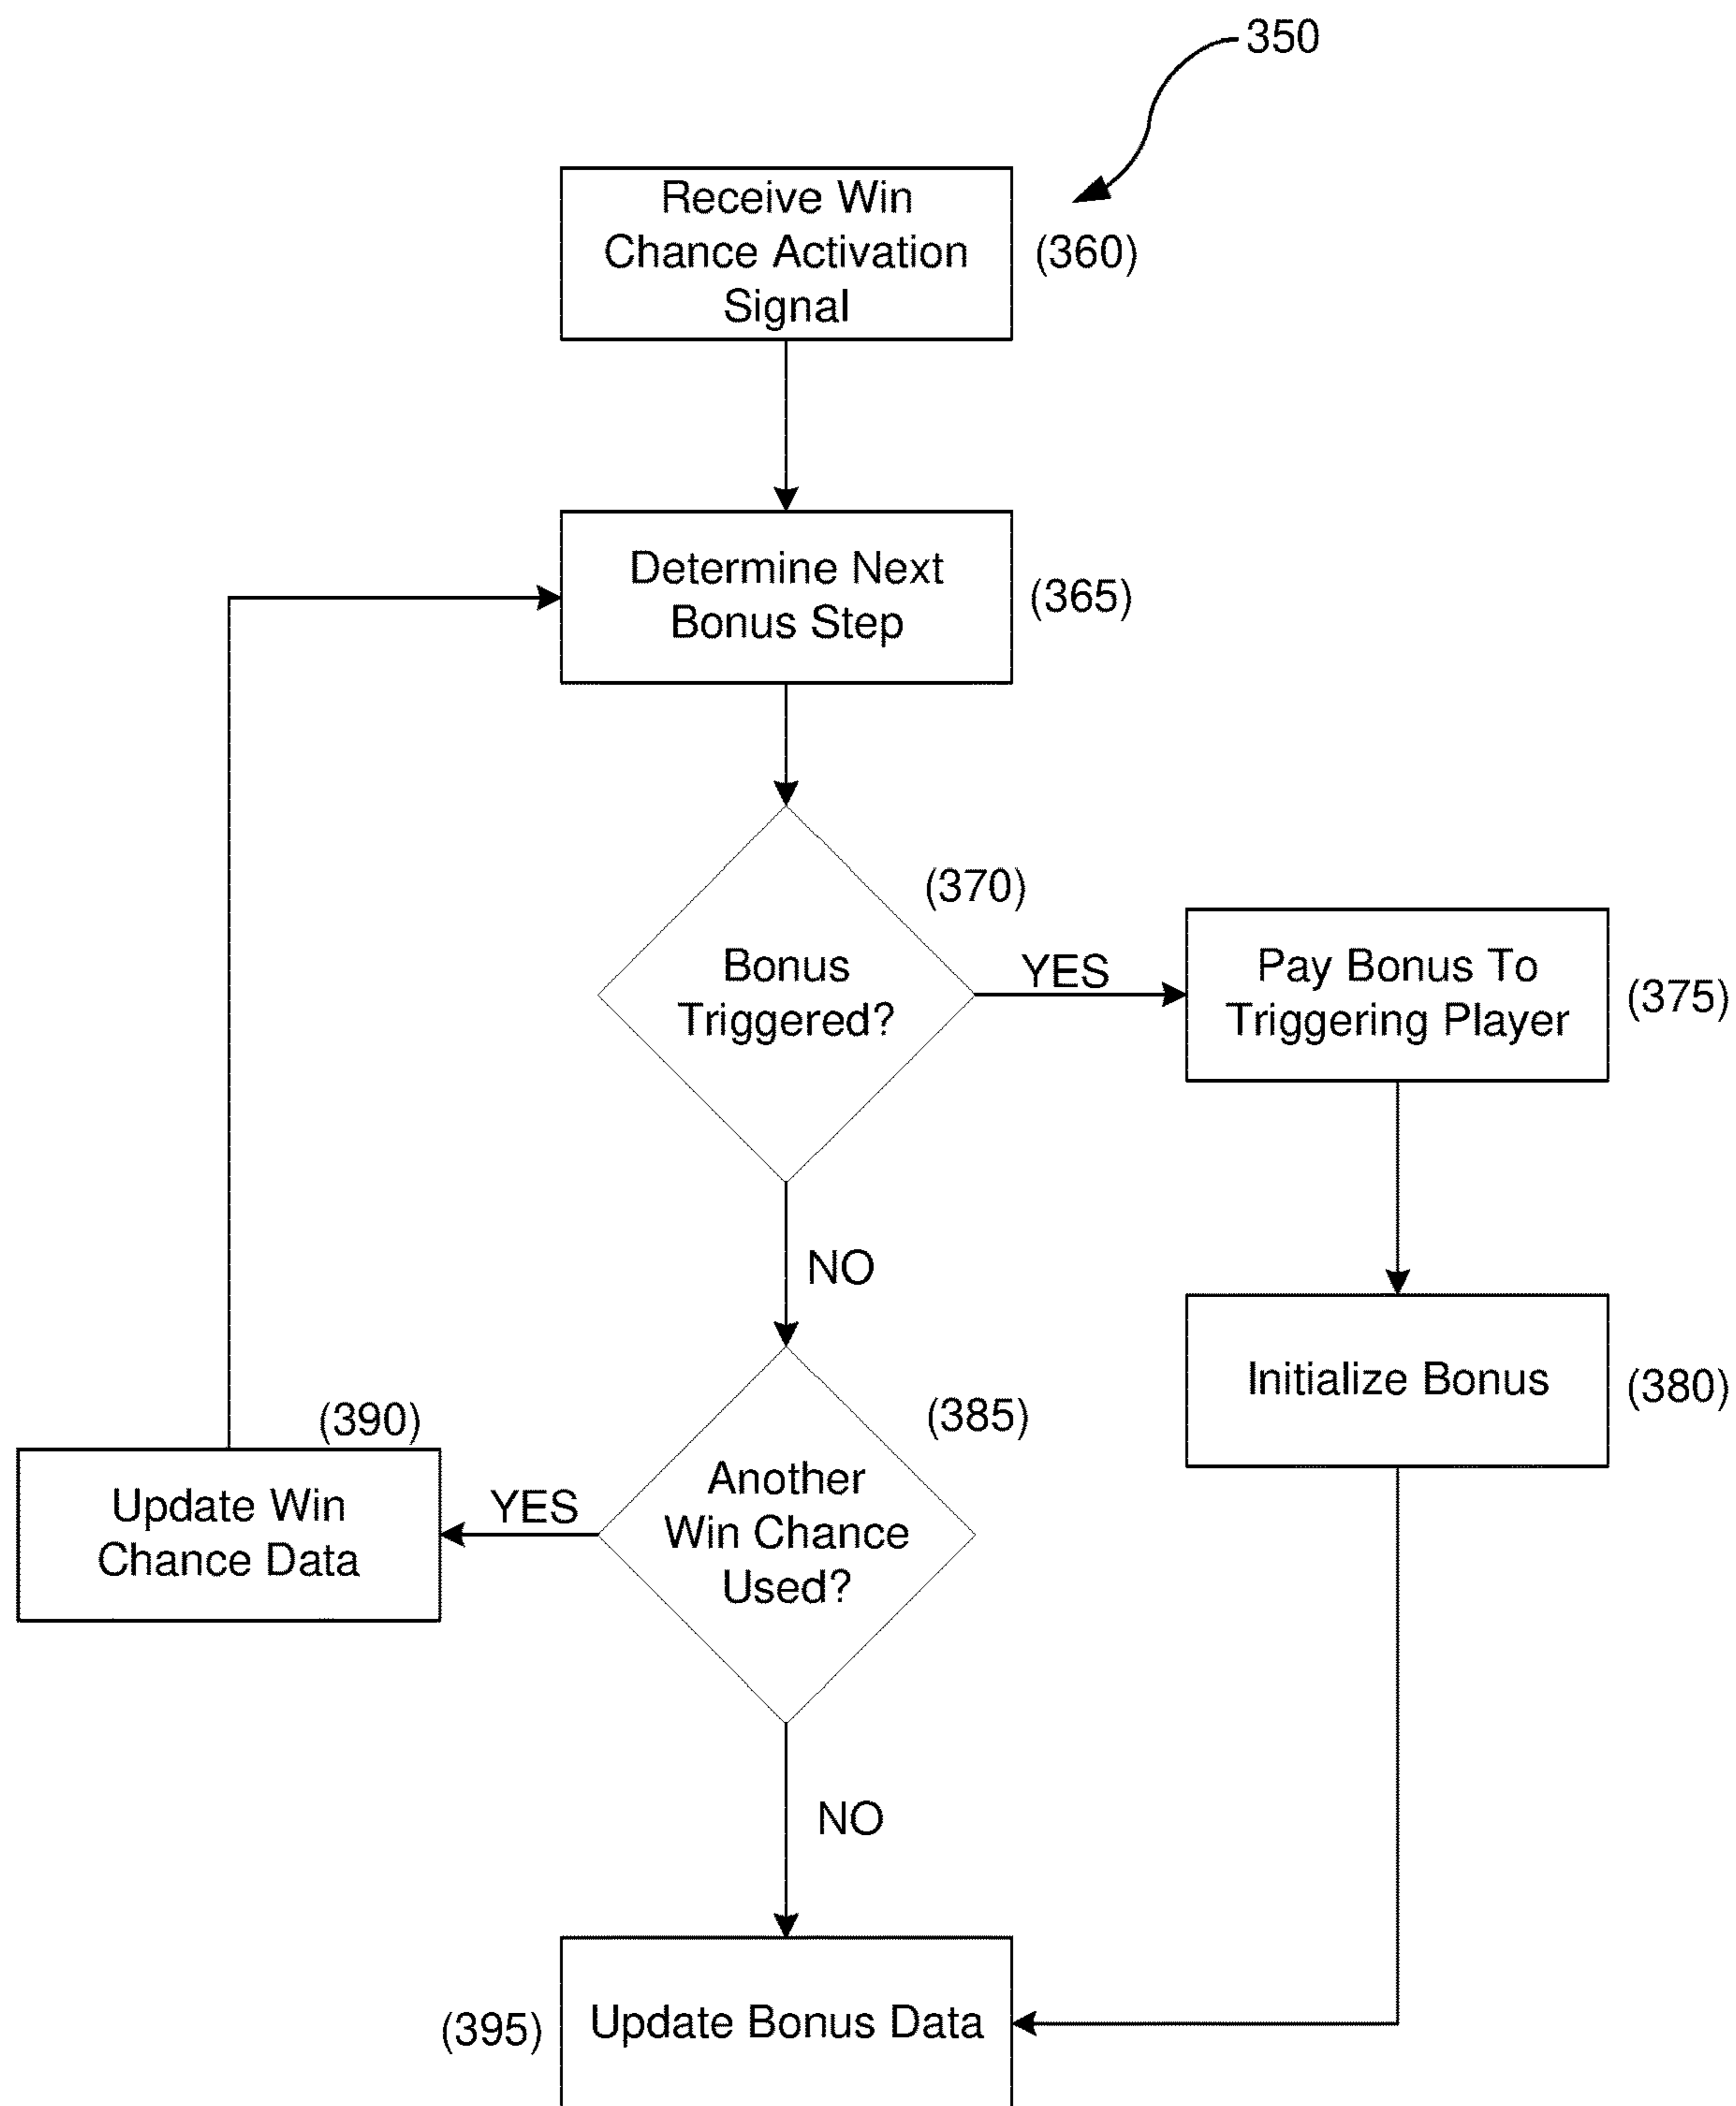 350
Receive Win
Chance Activation
Signal
(360)
Determine Next
Bonus Step
(365)
(370)
Bonus
Triggered?
YES
Pay Bonus To
Triggering Player
(375)
NO
Initialize Bonus
(380)
(385)
Another
Win Chance
Used?
YES
(390)
Update Win
Chance Data
NO
(395)
Update Bonus Data